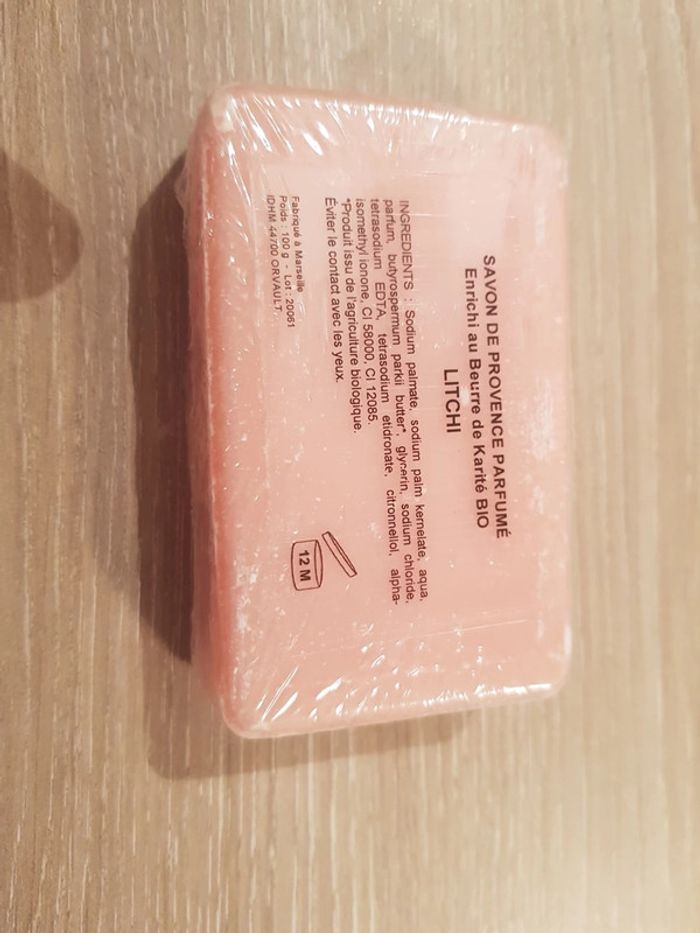 SAVON DE PROVENCE PARFUMÉ
Enrichi au Beurre de Karité BIO
LITCHI
INGREDIENTS : Sodium palmate, sodium palm kernelate, aqua,
parfum, butyrospermum parkii butter*, glycerin, sodium chloride,
tetrasodium EDTA, tetrasodium etidronate, citronnellol, alpha-
isomethyl ionone, CI 58000, CI 12085.
*Produit issu de l'agriculture biologique.
Éviter le contact avec les yeux.
Fabriqué à Marseille
Poids : 100 g - Lot : 20061
IDHM 44700 ORVAULT
12 M